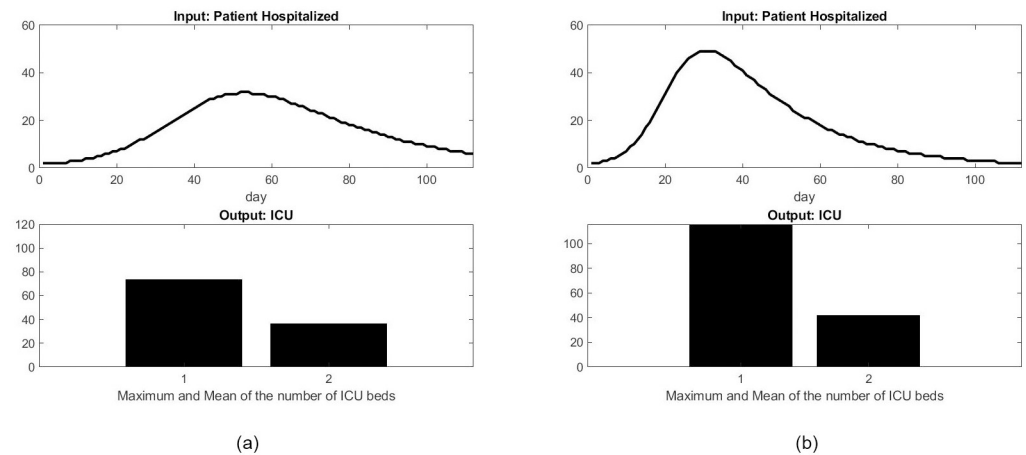 Input: Patient Hospitalized
60
40
20
0
0 20 40 60 80 100
day
Output: ICU
120
100
80
60
40
20
0
1 2
Maximum and Mean of the number of ICU beds
(a)
Input: Patient Hospitalized
60
40
20
0
0 20 40 60 80 100
day
Output: ICU
100
80
60
40
20
0
1 2
Maximum and Mean of the number of ICU beds
(b)